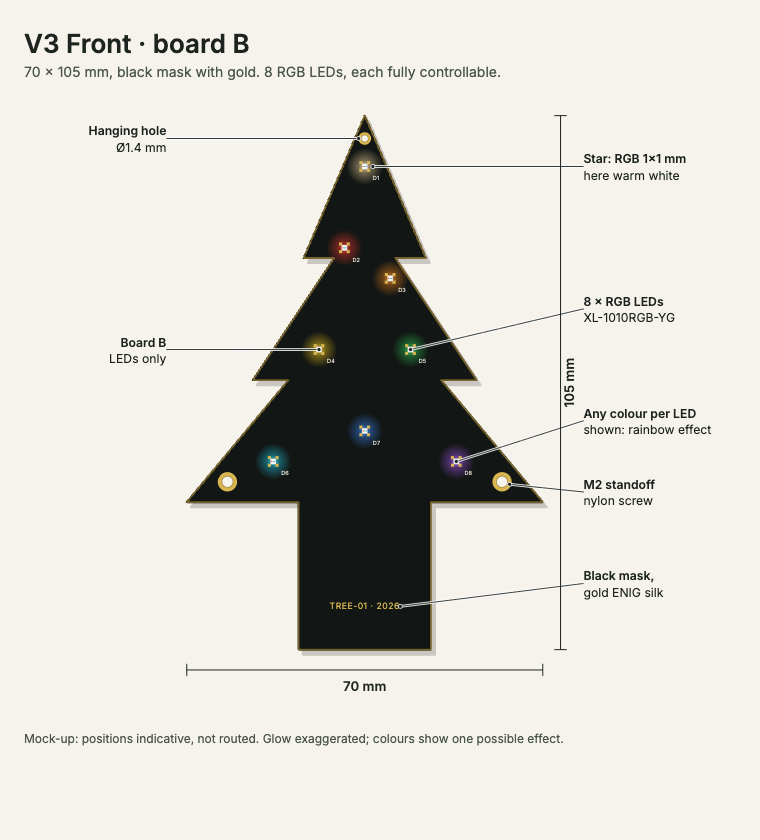 V3 Front · board B
70 × 105 mm, black mask with gold. 8 RGB LEDs, each fully controllable.
Hanging hole
Ø1.4 mm
Star: RGB 1×1 mm
here warm white
D1
D2
D3
8 × RGB LEDs
XL-1010RGB-YG
Board B
LEDs only
D4
D5
105 mm
Any colour per LED
shown: rainbow effect
D7
D6
D8
M2 standoff
nylon screw
Black mask,
gold ENIG silk
TREE-01 · 2026
70 mm
Mock-up: positions indicative, not routed. Glow exaggerated; colours show one possible effect.